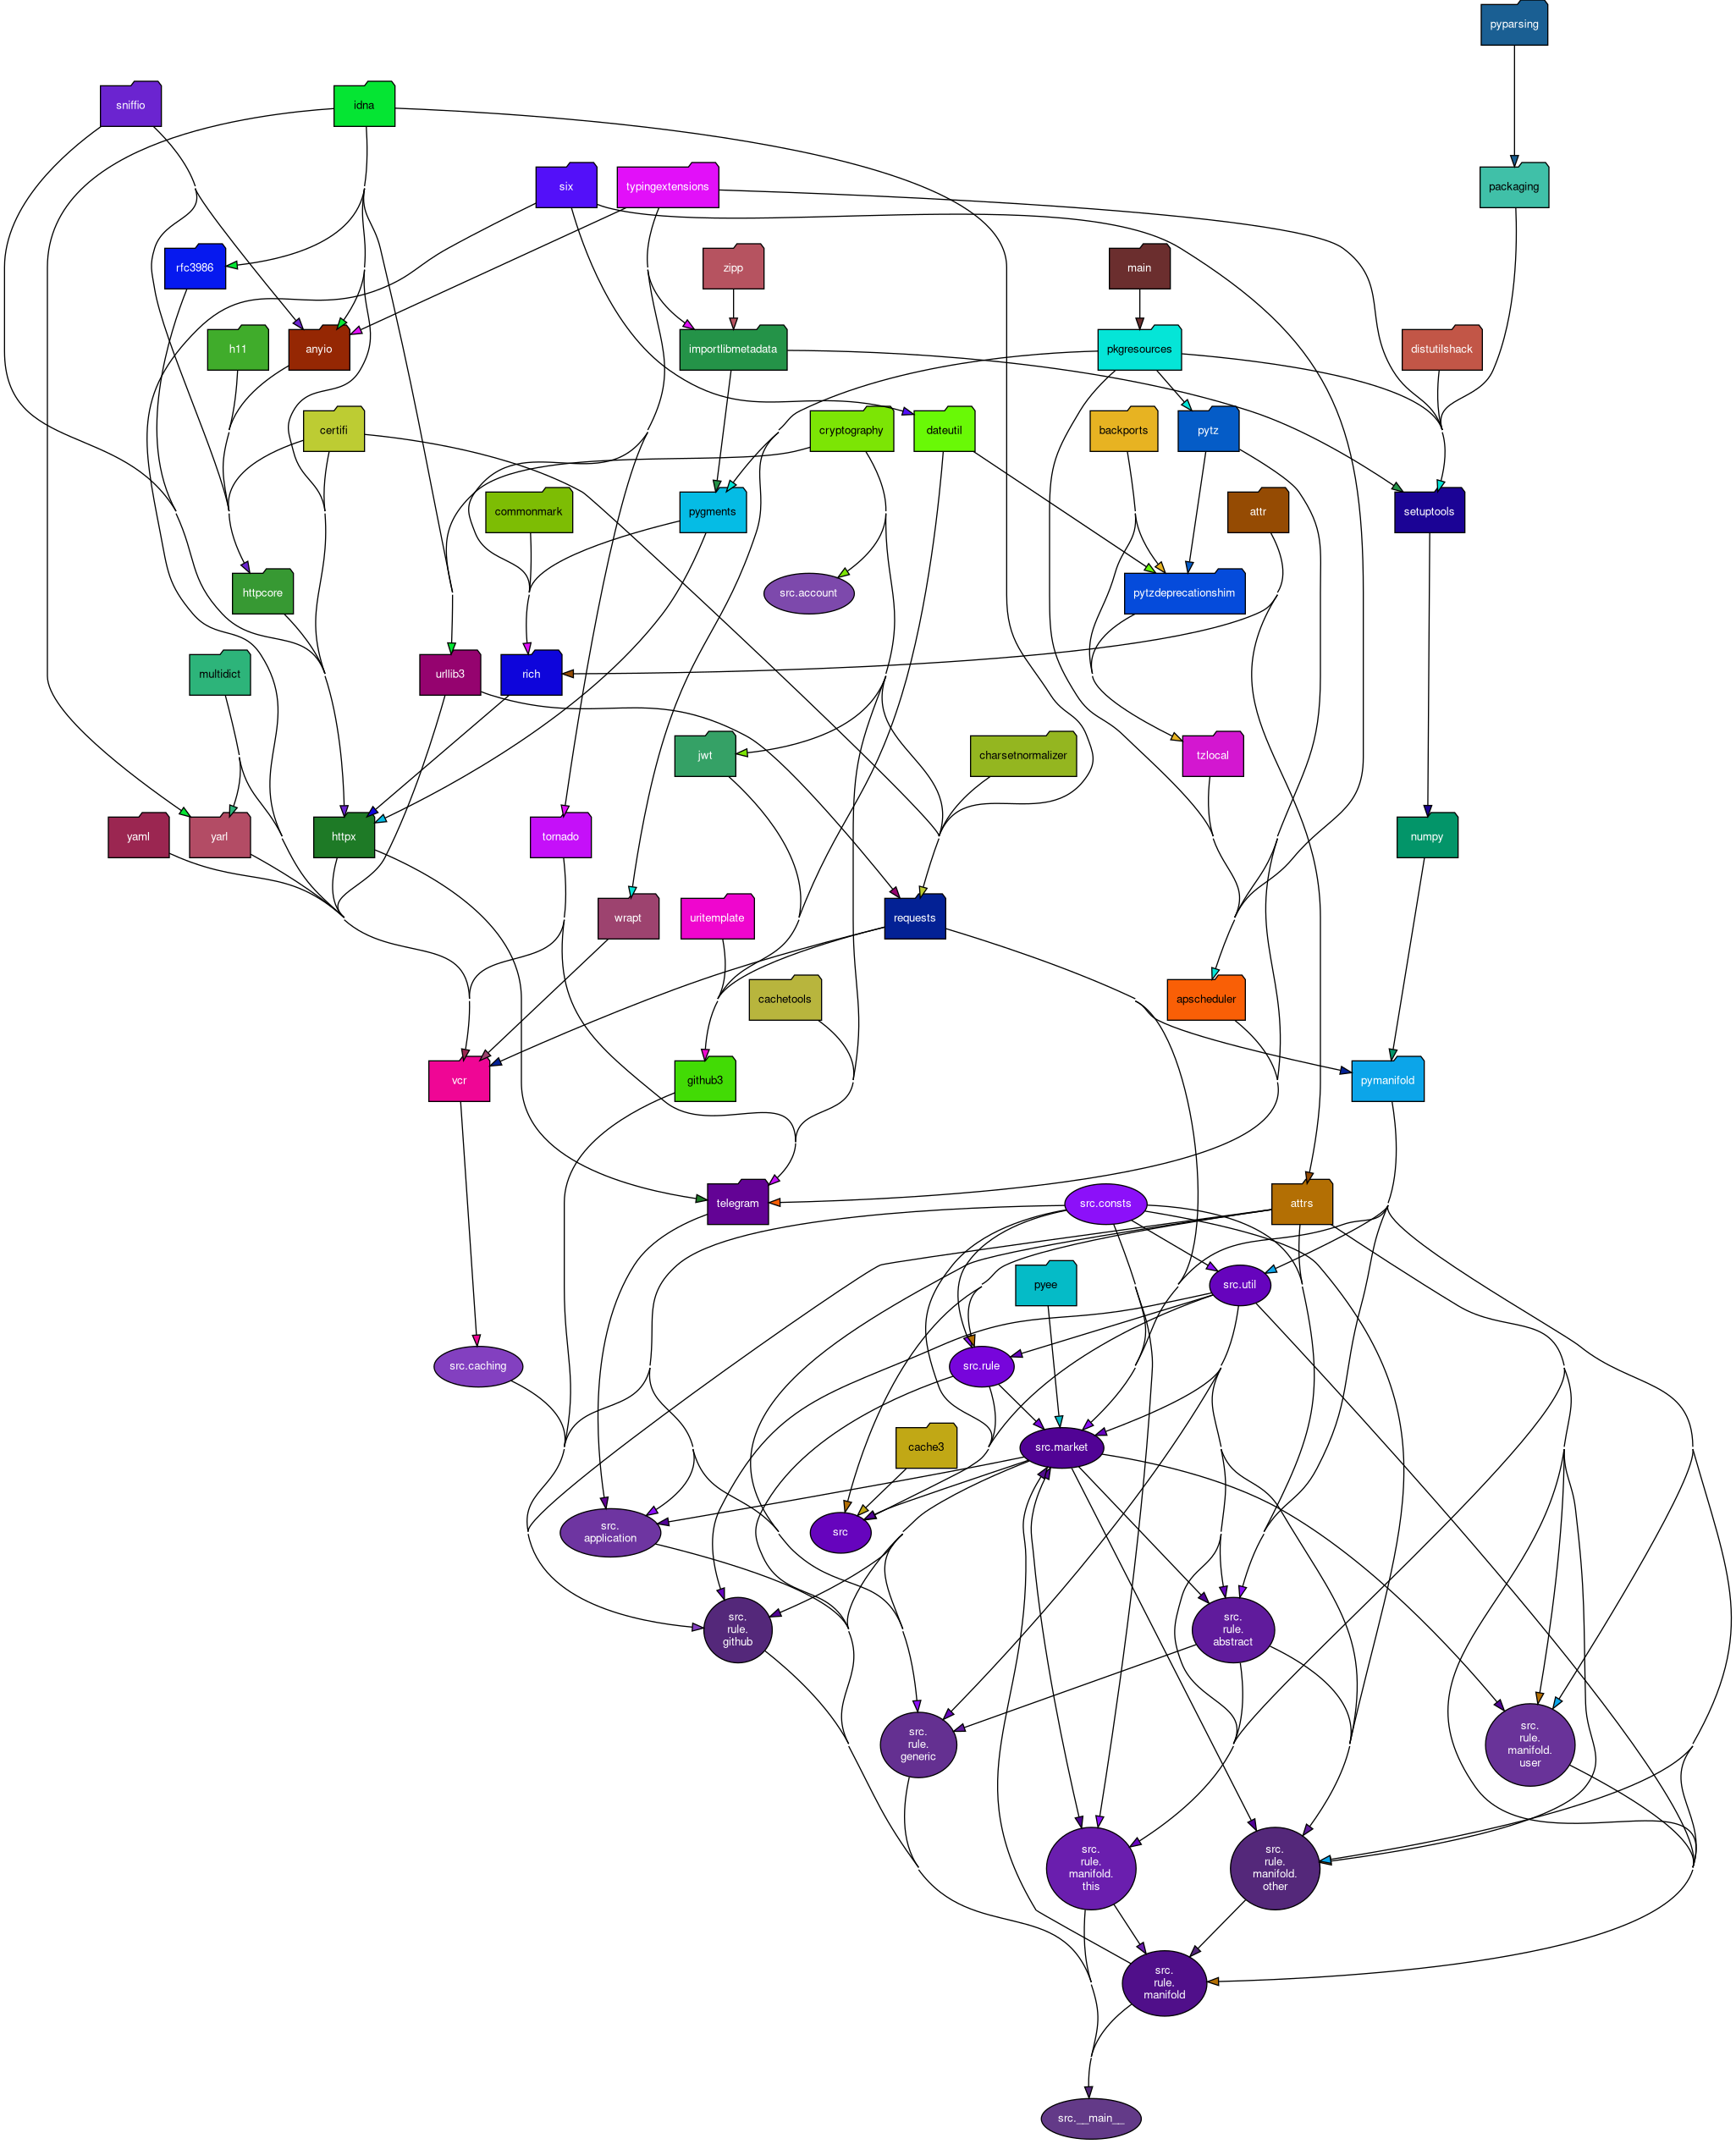 pyparsing
sniffio
idna
six
typingextensions
packaging
rfc3986
zipp
main
h11
anyio
importlibmetadata
pkgresources
distutilshack
certifi
cryptography
dateutil
backports
pytz
commonmark
pygments
attr
setuptools
httpcore
src.account
pytzdeprecationshim
multidict
urllib3
rich
jwt
charsetnormalizer
tzlocal
yaml
yarl
httpx
tornado
numpy
wrapt
uritemplate
requests
cachetools
apscheduler
vcr
github3
pymanifold
telegram
src.consts
attrs
pyee
src.util
src.caching
src.rule
cache3
src.market
src.
application
src
src.
rule.
github
src.
rule.
abstract
src.
rule.
generic
src.
rule.
manifold.
user
src.
rule.
manifold.
this
src.
rule.
manifold.
other
src.
rule.
manifold
src.__main__